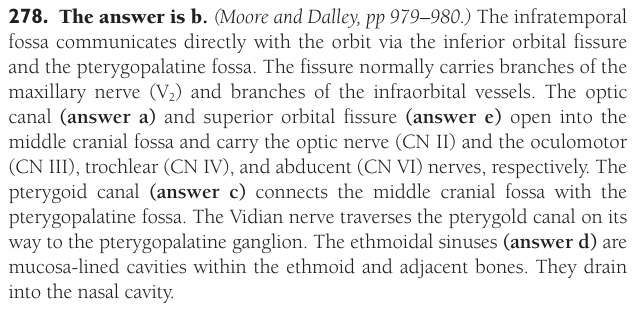 278. The answer is b. (Moore and Dalley, pp 979–980.) The infratemporal
fossa communicates directly with the orbit via the inferior orbital fissure
and the pterygopalatine fossa. The fissure normally carries branches of the
maxillary nerve (V₂) and branches of the infraorbital vessels. The optic
canal (answer a) and superior orbital fissure (answer e) open into the
middle cranial fossa and carry the optic nerve (CN II) and the oculomotor
(CN III), trochlear (CN IV), and abducent (CN VI) nerves, respectively. The
pterygoid canal (answer c) connects the middle cranial fossa with the
pterygopalatine fossa. The Vidian nerve traverses the pterygold canal on its
way to the pterygopalatine ganglion. The ethmoidal sinuses (answer d) are
mucosa-lined cavities within the ethmoid and adjacent bones. They drain
into the nasal cavity.